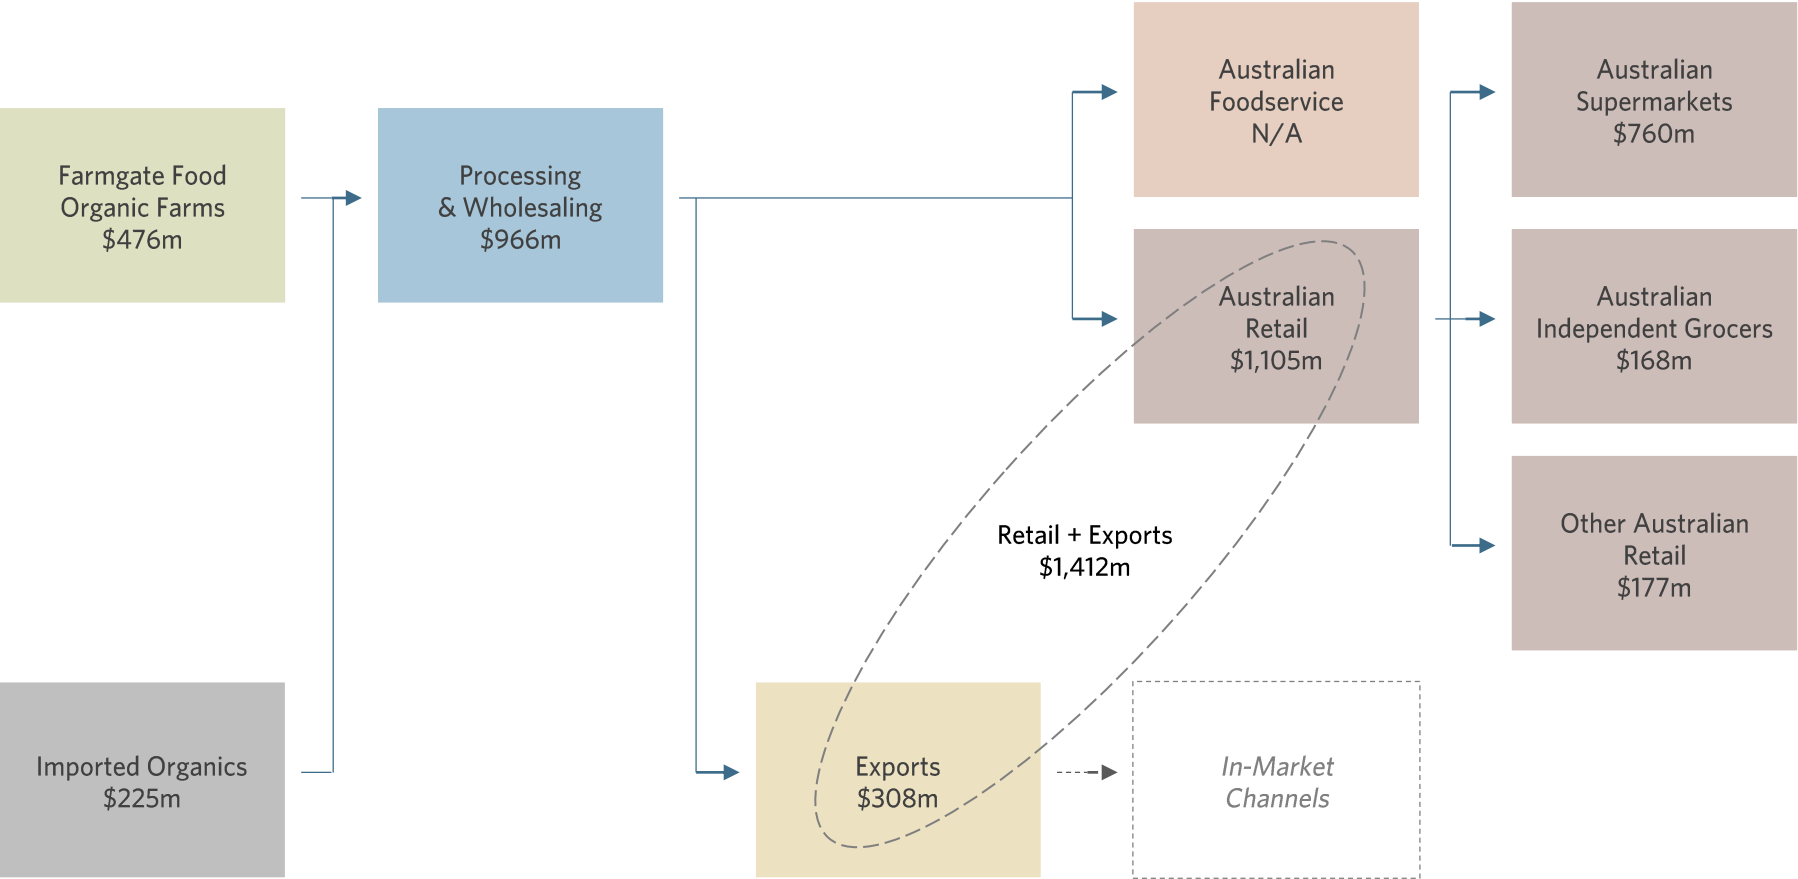 Farmgate Food
Organic Farms
$476m
Processing
& Wholesaling
$966m
Australian
Foodservice
N/A
Australian
Supermarkets
$760m
Australian
Retail
$1,105m
Australian
Independent Grocers
$168m
Retail + Exports
$1,412m
Other Australian
Retail
$177m
Imported Organics
$225m
Exports
$308m
In-Market
Channels